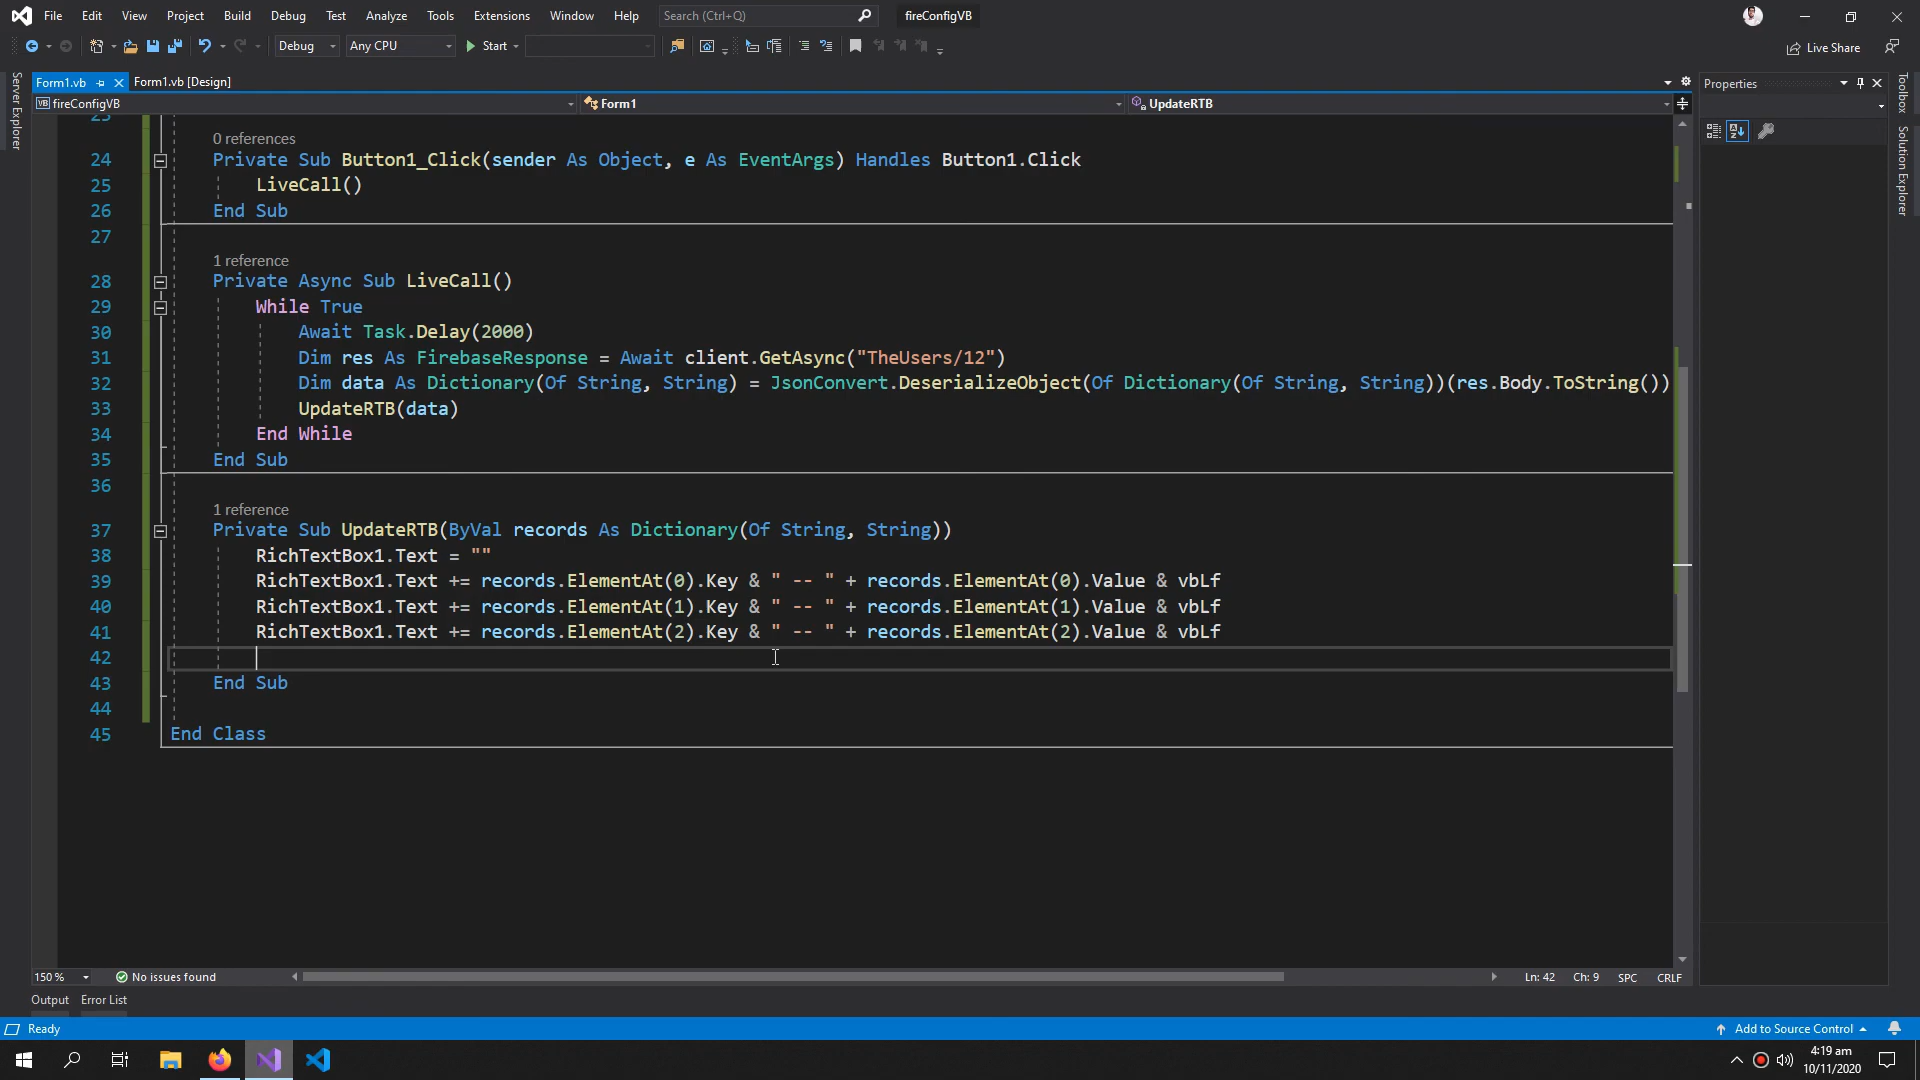 File Edit View Project Build Debug Test Analyze Tools Extensions Window Help Search (Ctrl+Q) fireConfigVB
Debug Any CPU Start Live Share
Form1.vb Form1.vb [Design]
VB fireConfigVB Form1 UpdateRTB
Server Explorer
23
0 references
24 Private Sub Button1_Click(sender As Object, e As EventArgs) Handles Button1.Click
25 LiveCall()
26 End Sub
27
1 reference
28 Private Async Sub LiveCall()
29 While True
30 Await Task.Delay(2000)
31 Dim res As FirebaseResponse = Await client.GetAsync("TheUsers/12")
32 Dim data As Dictionary(Of String, String) = JsonConvert.DeserializeObject(Of Dictionary(Of String, String))(res.Body.ToString())
33 UpdateRTB(data)
34 End While
35 End Sub
36
1 reference
37 Private Sub UpdateRTB(ByVal records As Dictionary(Of String, String))
38 RichTextBox1.Text = ""
39 RichTextBox1.Text += records.ElementAt(0).Key & " -- " + records.ElementAt(0).Value & vbLf
40 RichTextBox1.Text += records.ElementAt(1).Key & " -- " + records.ElementAt(1).Value & vbLf
41 RichTextBox1.Text += records.ElementAt(2).Key & " -- " + records.ElementAt(2).Value & vbLf
42
43 End Sub
44
45 End Class
Properties
Toolbox
Solution Explorer
150 % No issues found Ln: 42 Ch: 9 SPC CRLF
Output Error List
Ready Add to Source Control
4:19 am
10/11/2020